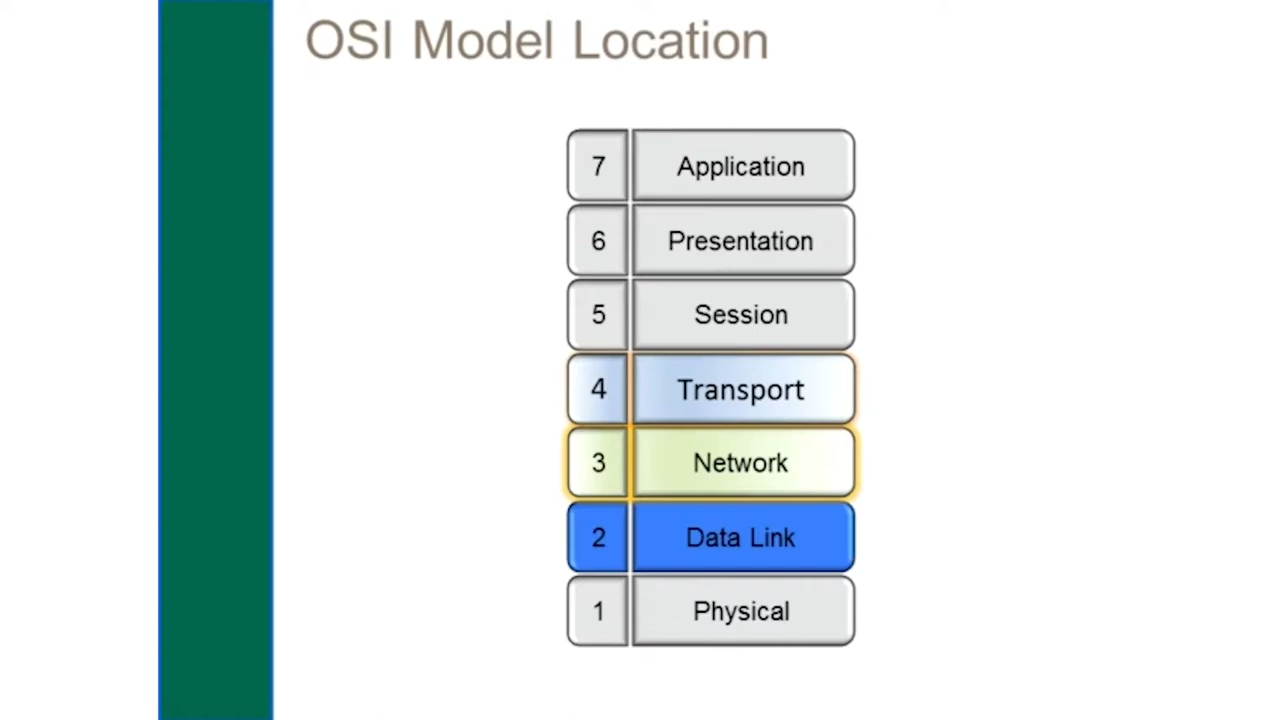 OSI Model Location
7 Application
6 Presentation
5 Session
4 Transport
3 Network
2 Data Link
1 Physical